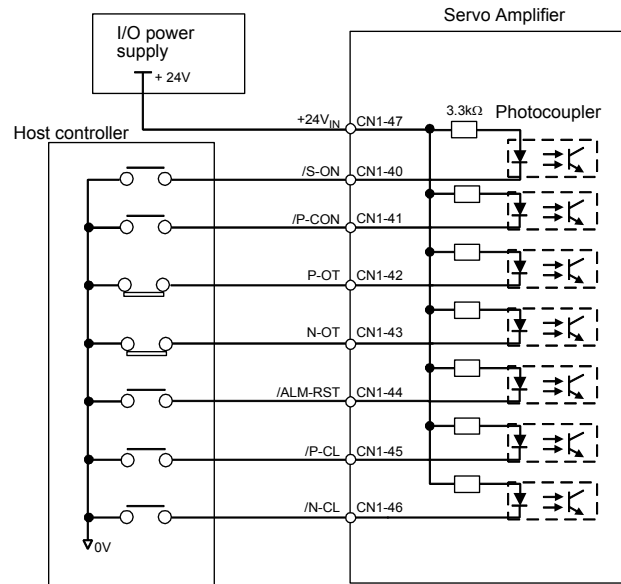 Servo Amplifier
I/O power
supply
+ 24V
Host controller
+24VIN CN1-47
3.3kΩ
Photocoupler
/S-ON CN1-40
/P-CON CN1-41
P-OT CN1-42
N-OT CN1-43
/ALM-RST CN1-44
/P-CL CN1-45
/N-CL CN1-46
0V